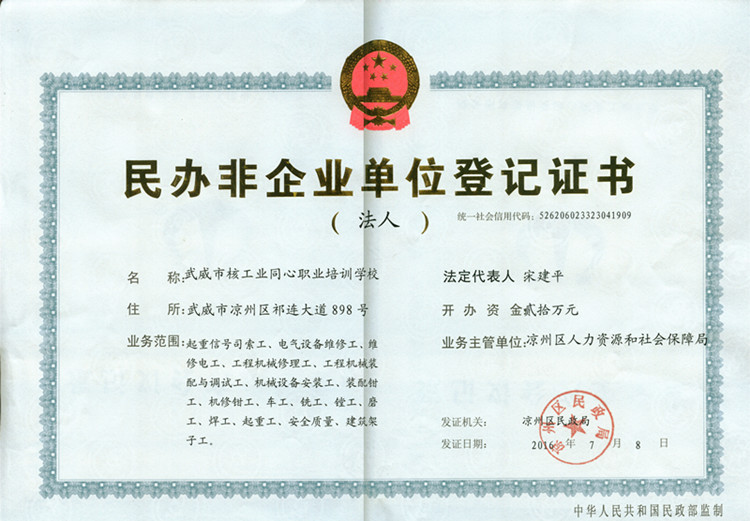 民办非企业单位登记证书
(法人)
统一社会信用代码: 526206023323041909
名 称: 武威市核工业同心职业培训学校
住 所: 武威市凉州区祁连大道898号
业务范围: 起重信号司索工、电气设备维修工、维
修电工、工程机械修理工、工程机械装
配与调试工、机械设备安装工、装配钳
工、机修钳工、车工、铣工、镗工、磨
工、焊工、起重工、安全质量、建筑架
子工。
法定代表人 宋建平
开办资金 贰拾万元
业务主管单位: 凉州区人力资源和社会保障局
发证机关: 凉州区民政局
发证日期: 2016 年 7 月 8 日
凉州区民政局
中华人民共和国民政部监制